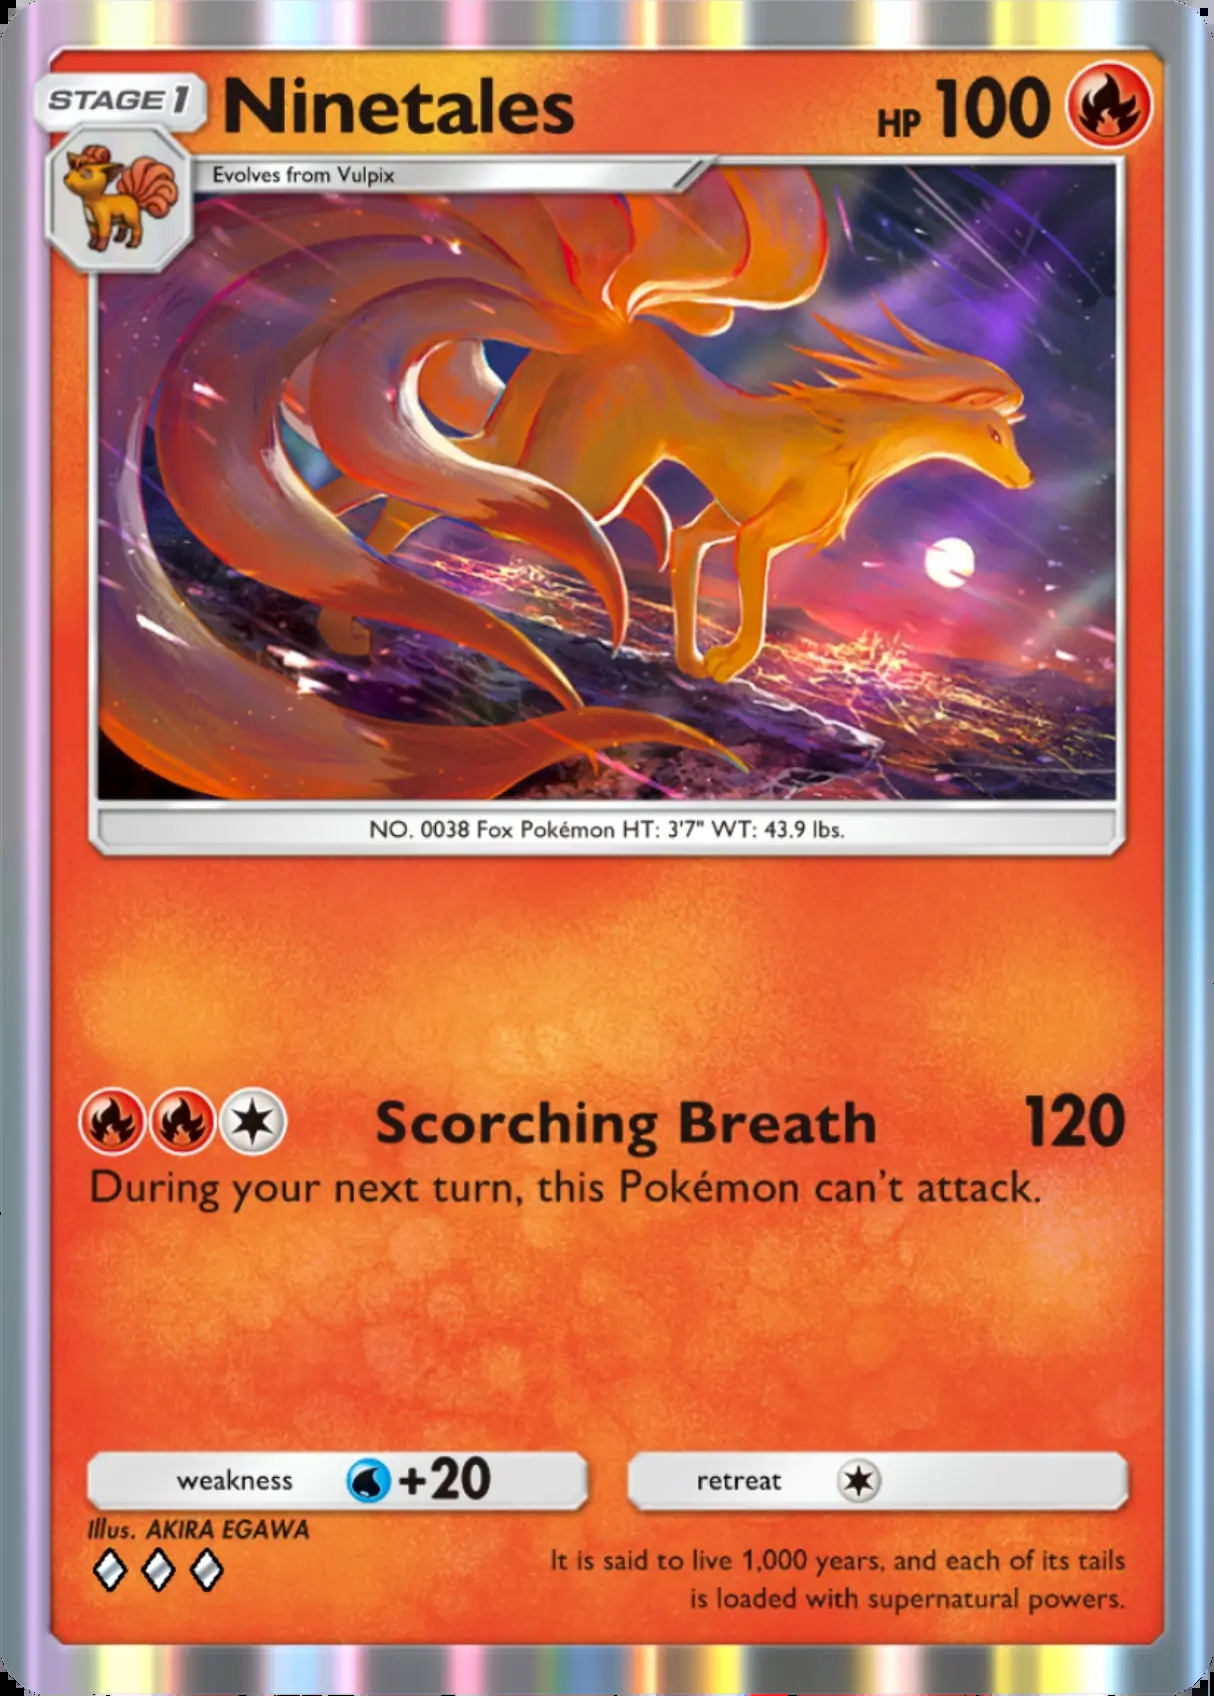 STAGE 1
Ninetales
HP 100
Evolves from Vulpix
NO. 0038 Fox Pokémon HT: 3'7" WT: 43.9 lbs.
Scorching Breath 120
During your next turn, this Pokémon can't attack.
weakness +20
retreat
Illus. AKIRA EGAWA
It is said to live 1,000 years, and each of its tails
is loaded with supernatural powers.